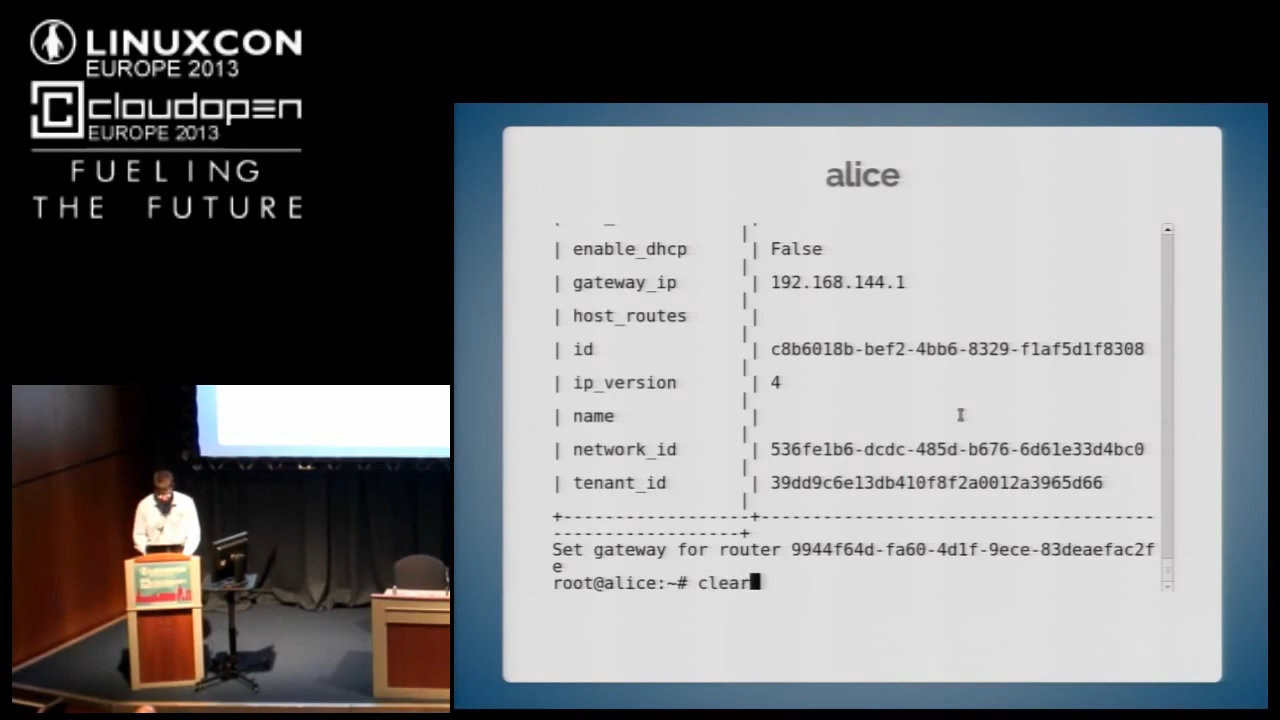 LINUXCON
EUROPE 2013
cloudopen
EUROPE 2013
FUELING
THE FUTURE
alice
| enable_dhcp | False
|
| gateway_ip | 192.168.144.1
|
| host_routes |
|
| id | c8b6018b-bef2-4bb6-8329-f1af5d1f8308
|
| ip_version | 4
|
| name |
|
| network_id | 536fe1b6-dcdc-485d-b676-6d61e33d4bc0
|
| tenant_id | 39dd9c6e13db410f8f2a0012a3965d66
|
+------------------+--------------------------------------
------------------+
Set gateway for router 9944f64d-fa60-4d1f-9ece-83deaefac2f
e
root@alice:~# clear